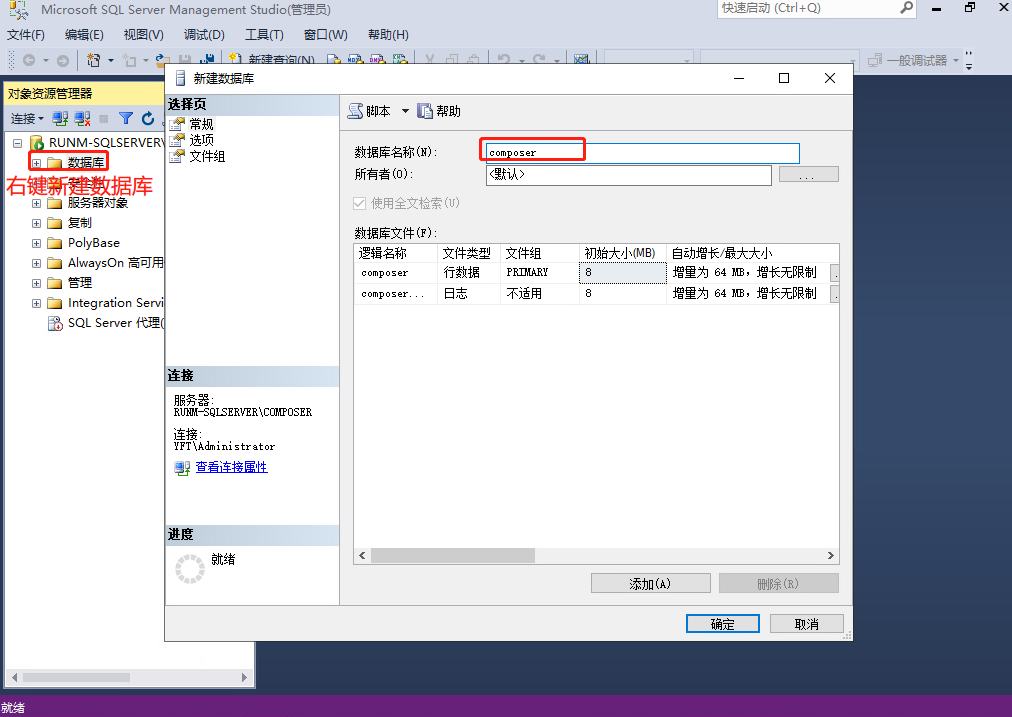 Microsoft SQL Server Management Studio(管理员)
快速启动 (Ctrl+Q)
文件(F) 编辑(E) 视图(V) 调试(D) 工具(T) 窗口(W) 帮助(H)
新建查询(N)
一般调试器
对象资源管理器
连接
RUNM-SQLSERVER\
数据库
右键新建数据库
服务器对象
复制
PolyBase
AlwaysOn 高可用
管理
Integration Servi
SQL Server 代理(
新建数据库
选择页
常规
选项
文件组
连接
服务器:
RUNM-SQLSERVER\COMPOSER
连接:
YFT\Administrator
查看连接属性
进度
就绪
脚本 帮助
数据库名称(N): composer
所有者(O): <默认> ...
使用全文检索(U)
数据库文件(F):
逻辑名称 文件类型 文件组 初始大小(MB) 自动增长/最大大小
composer 行数据 PRIMARY 8 增量为 64 MB，增长无限制 .
composer... 日志 不适用 8 增量为 64 MB，增长无限制 .
添加(A) 删除(R)
确定 取消
就绪